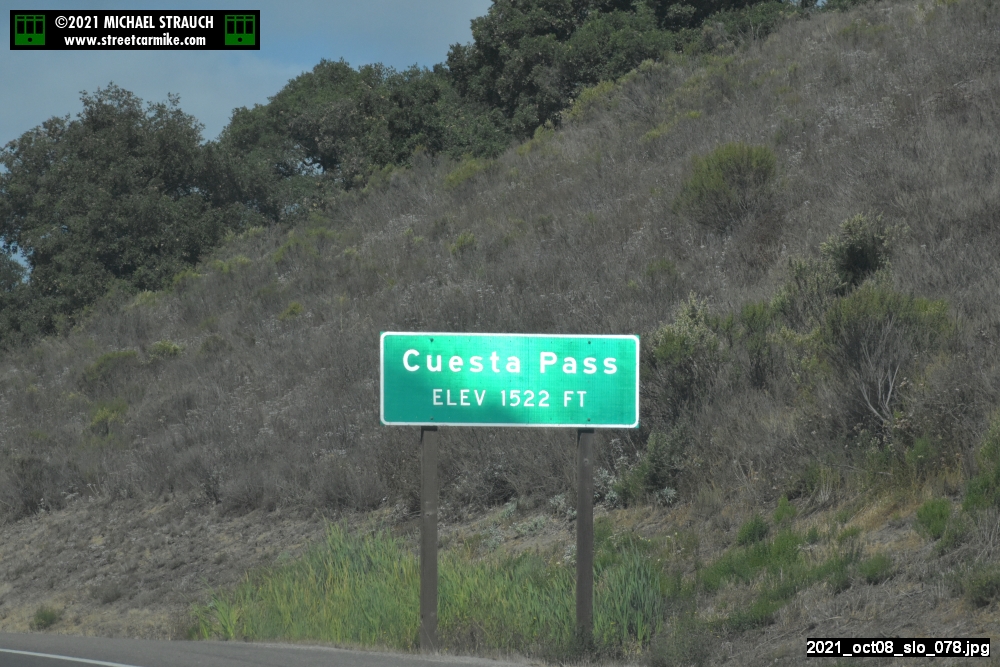 ©2021 MICHAEL STRAUCH
www.streetcarmike.com
Cuesta Pass
ELEV 1522 FT
2021_oct08_slo_078.jpg